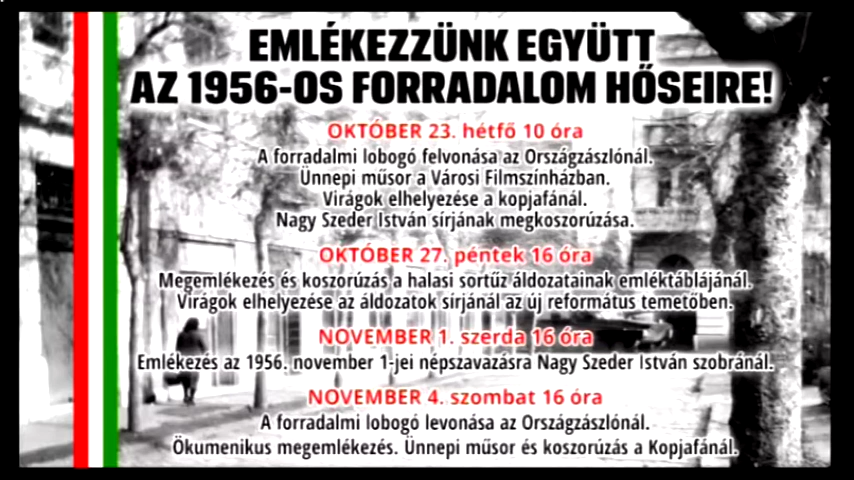 EMLÉKEZZÜNK EGYÜTT
AZ 1956-OS FORRADALOM HŐSEIRE!
OKTÓBER 23. hétfő 10 óra
A forradalmi lobogó felvonása az Országzászlónál.
Ünnepi műsor a Városi Filmszínházban.
Virágok elhelyezése a kopjafánál.
Nagy Szeder István sírjának megkoszorúzása.
OKTÓBER 27. péntek 16 óra
Megemlékezés és koszorúzás a halasi sortűz áldozatainak emléktáblájánál.
Virágok elhelyezése az áldozatok sírjánál az új református temetőben.
NOVEMBER 1. szerda 16 óra
Emlékezés az 1956. november 1-jei népszavazásra Nagy Szeder István szobránál.
NOVEMBER 4. szombat 16 óra
A forradalmi lobogó levonása az Országzászlónál.
Ökumenikus megemlékezés. Ünnepi műsor és koszorúzás a Kopjafánál.